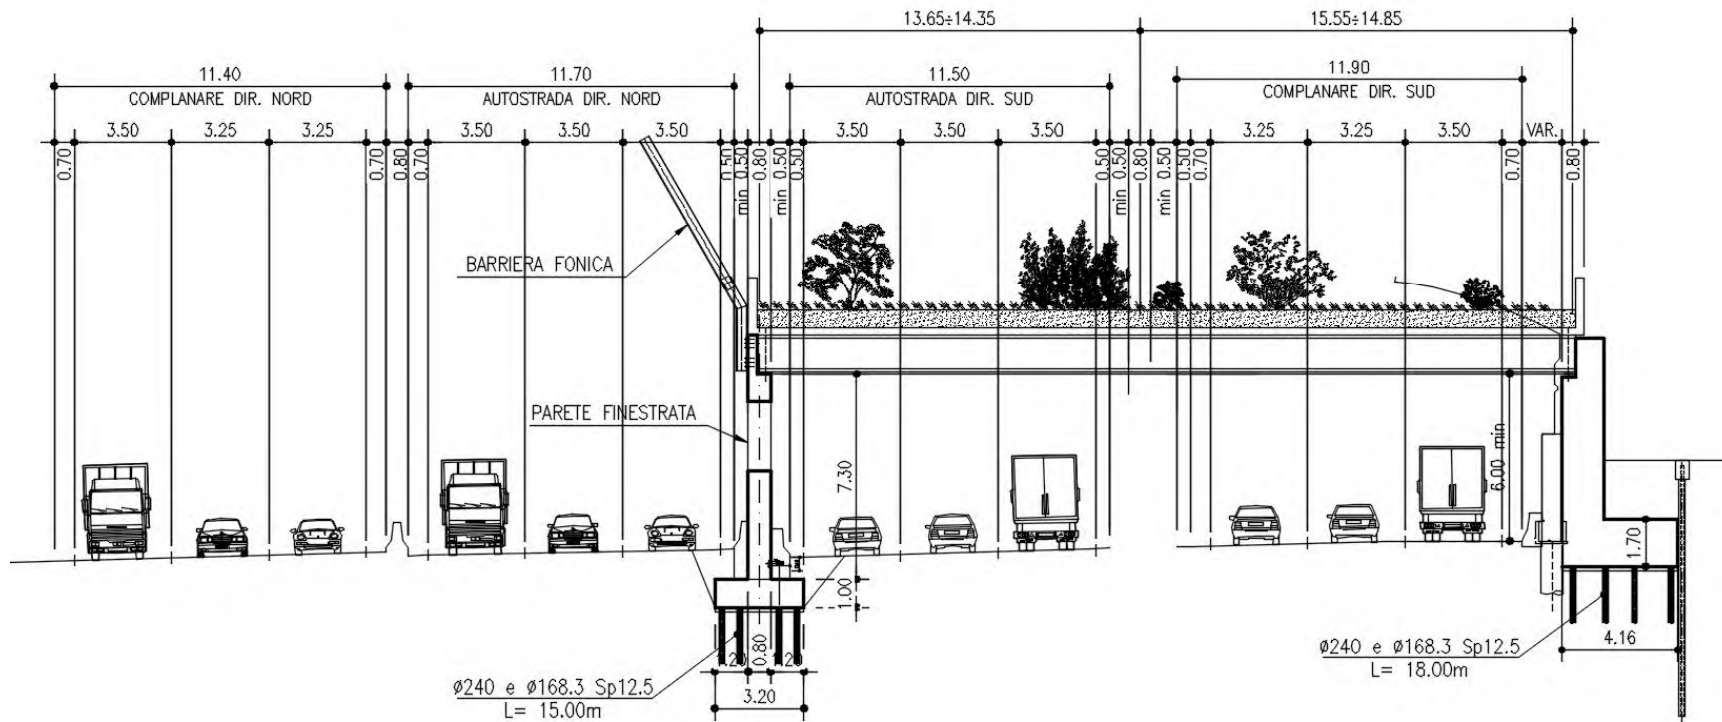 13.65÷14.35
15.55÷14.85
11.40
11.70
11.50
11.90
COMPLANARE DIR. NORD
AUTOSTRADA DIR. NORD
AUTOSTRADA DIR. SUD
COMPLANARE DIR. SUD
3.50
3.25
3.25
3.50
3.50
3.50
3.50
3.50
3.50
3.25
3.25
3.50
VAR.
0.70
0.70
0.80
0.70
0.50
min 0.50
0.80
min 0.50
0.50
0.50
min 0.50
0.80
min 0.50
0.50
0.70
0.70
0.80
BARRIERA FONICA
PARETE FINESTRATA
7.30
6.00 min
1.00
1.70
0.80
1.20
3.20
4.16
Ø240 e Ø168.3 Sp12.5
L= 15.00m
Ø240 e Ø168.3 Sp12.5
L= 18.00m